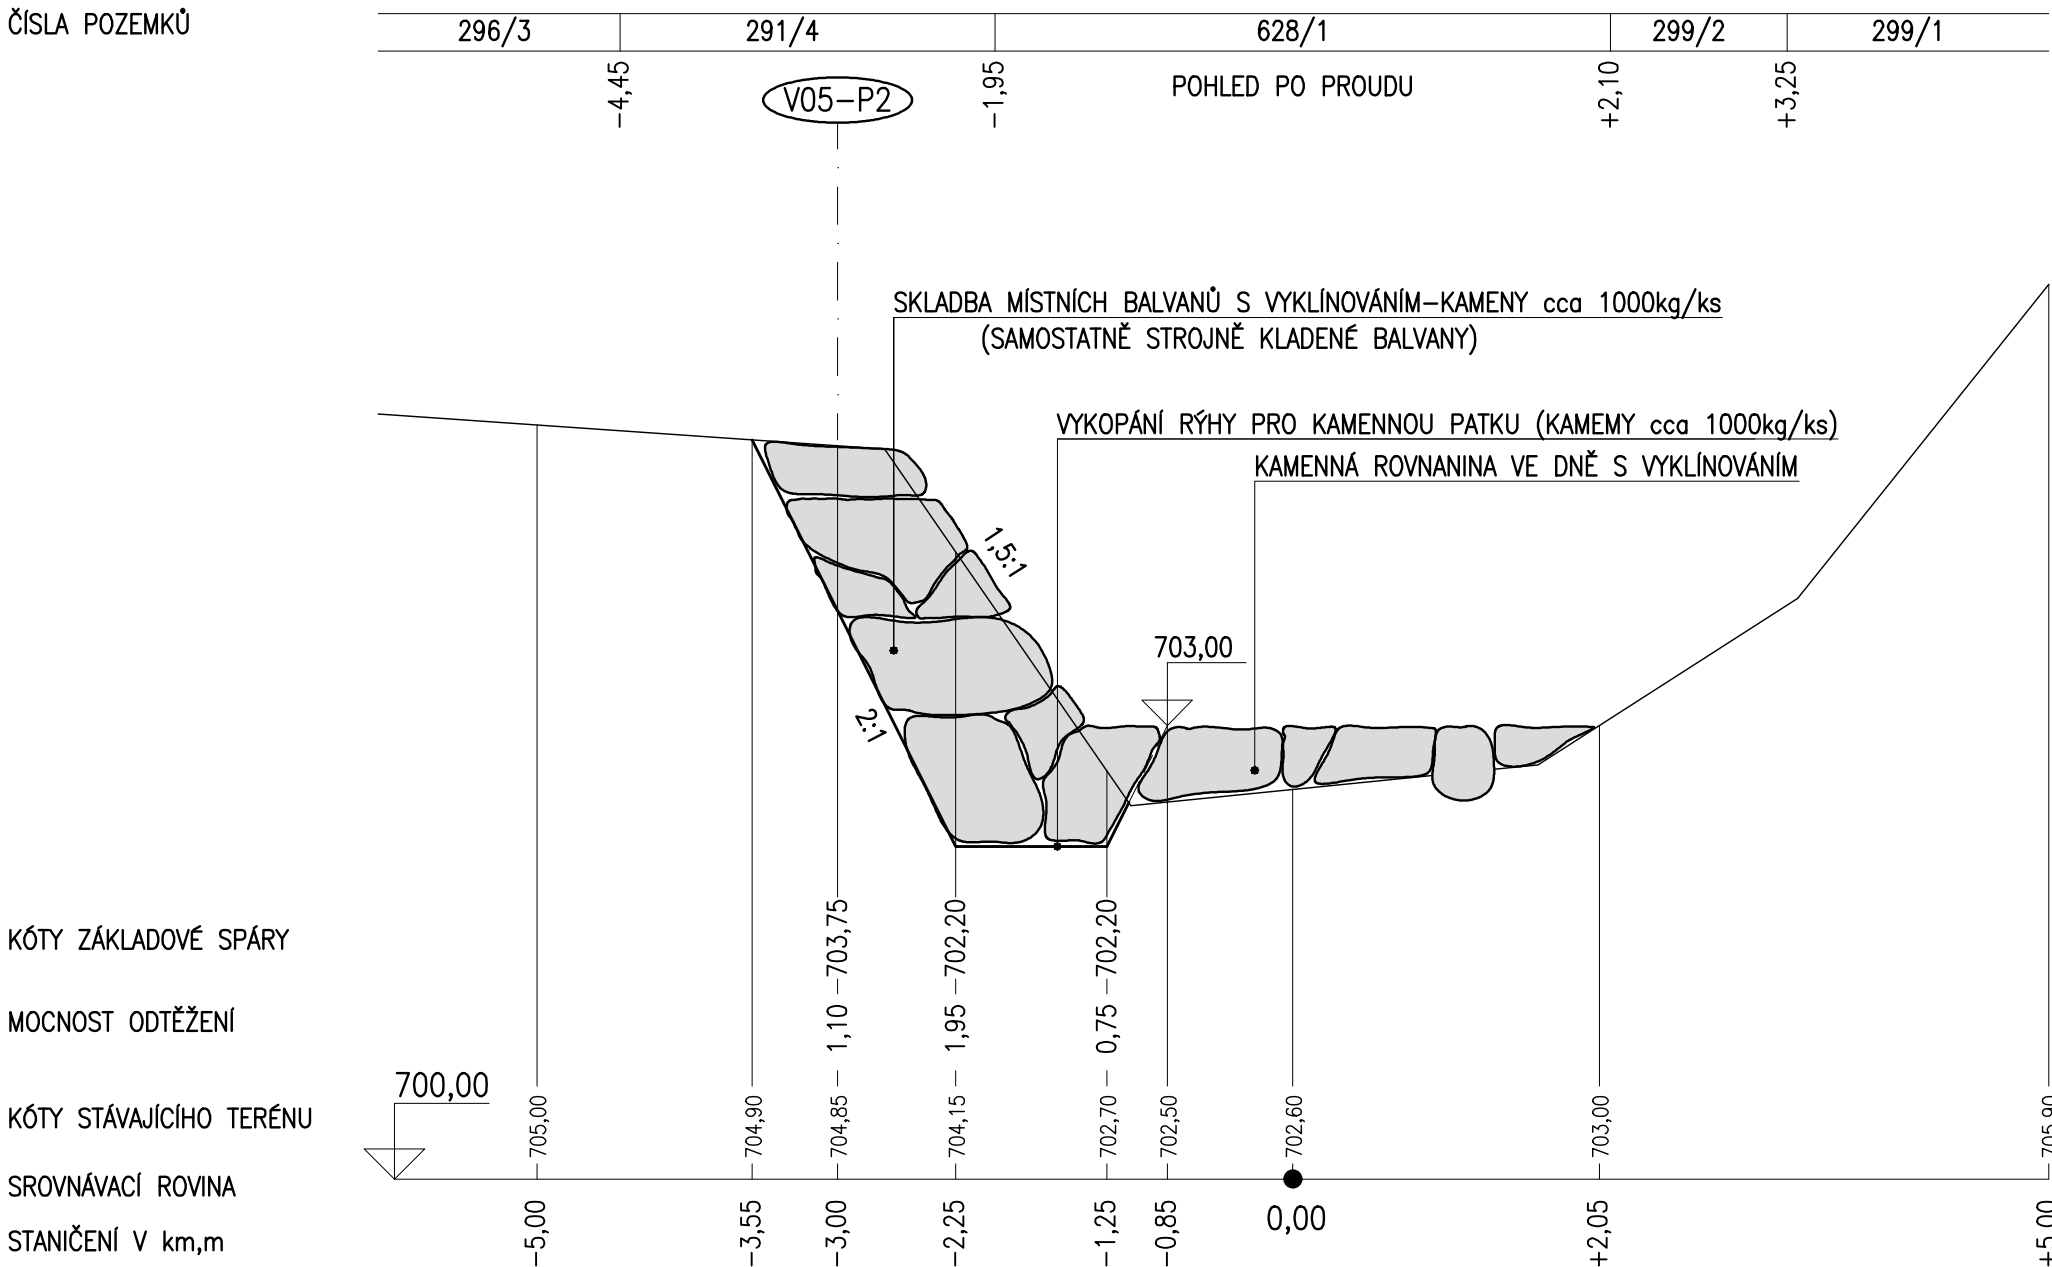 ČÍSLA POZEMKŮ
296/3 291/4 628/1 299/2 299/1
-4,45 -1,95 +2,10 +3,25
V05-P2
POHLED PO PROUDU
SKLADBA MÍSTNÍCH BALVANŮ S VYKLÍNOVÁNÍM-KAMENY cca 1000kg/ks
(SAMOSTATNĚ STROJNĚ KLADENÉ BALVANY)
VYKOPÁNÍ RÝHY PRO KAMENNOU PATKU (KAMEMY cca 1000kg/ks)
KAMENNÁ ROVNANINA VE DNĚ S VYKLÍNOVÁNÍM
1,5:1
703,00
2:1
KÓTY ZÁKLADOVÉ SPÁRY
703,75 702,20 702,20
MOCNOST ODTĚŽENÍ
1,10 1,95 0,75
700,00
KÓTY STÁVAJÍCÍHO TERÉNU
705,00 704,90 704,85 704,15 702,70 702,50 702,60 703,00 705,90
SROVNÁVACÍ ROVINA
STANIČENÍ V km,m
-5,00 -3,55 -3,00 -2,25 -1,25 -0,85 0,00 +2,05 +5,00